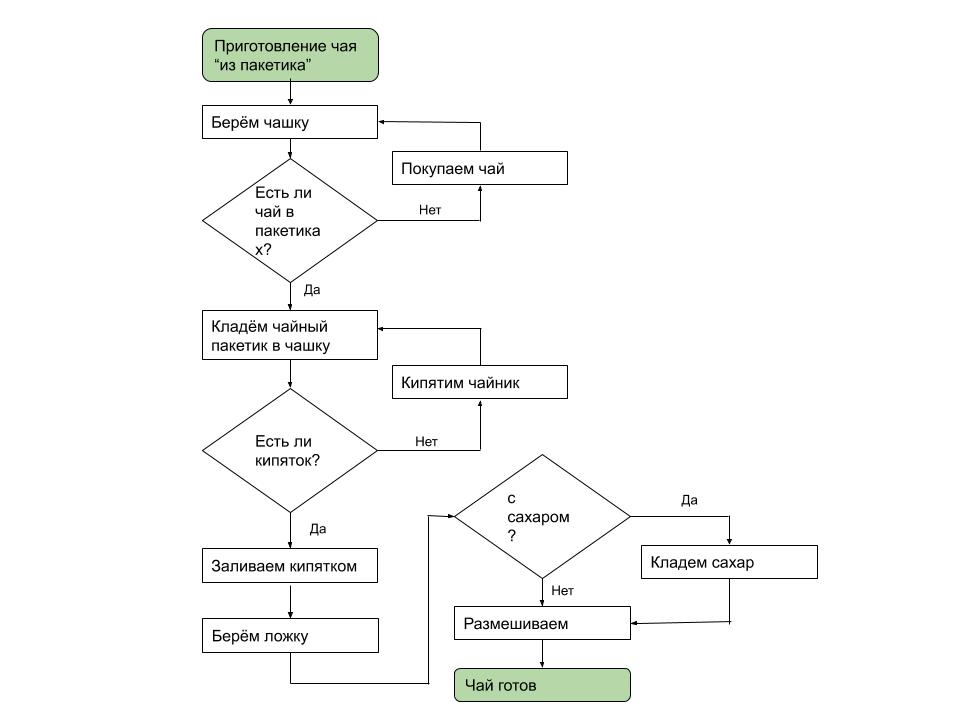 Приготовление чая
“из пакетика”
Берём чашку
Покупаем чай
Есть ли
чай в
пакетика
х?
Нет
Да
Кладём чайный
пакетик в чашку
Кипятим чайник
Есть ли
кипяток?
Нет
Да
Заливаем кипятком
Берём ложку
с
сахаром
?
Да
Кладем сахар
Нет
Размешиваем
Чай готов